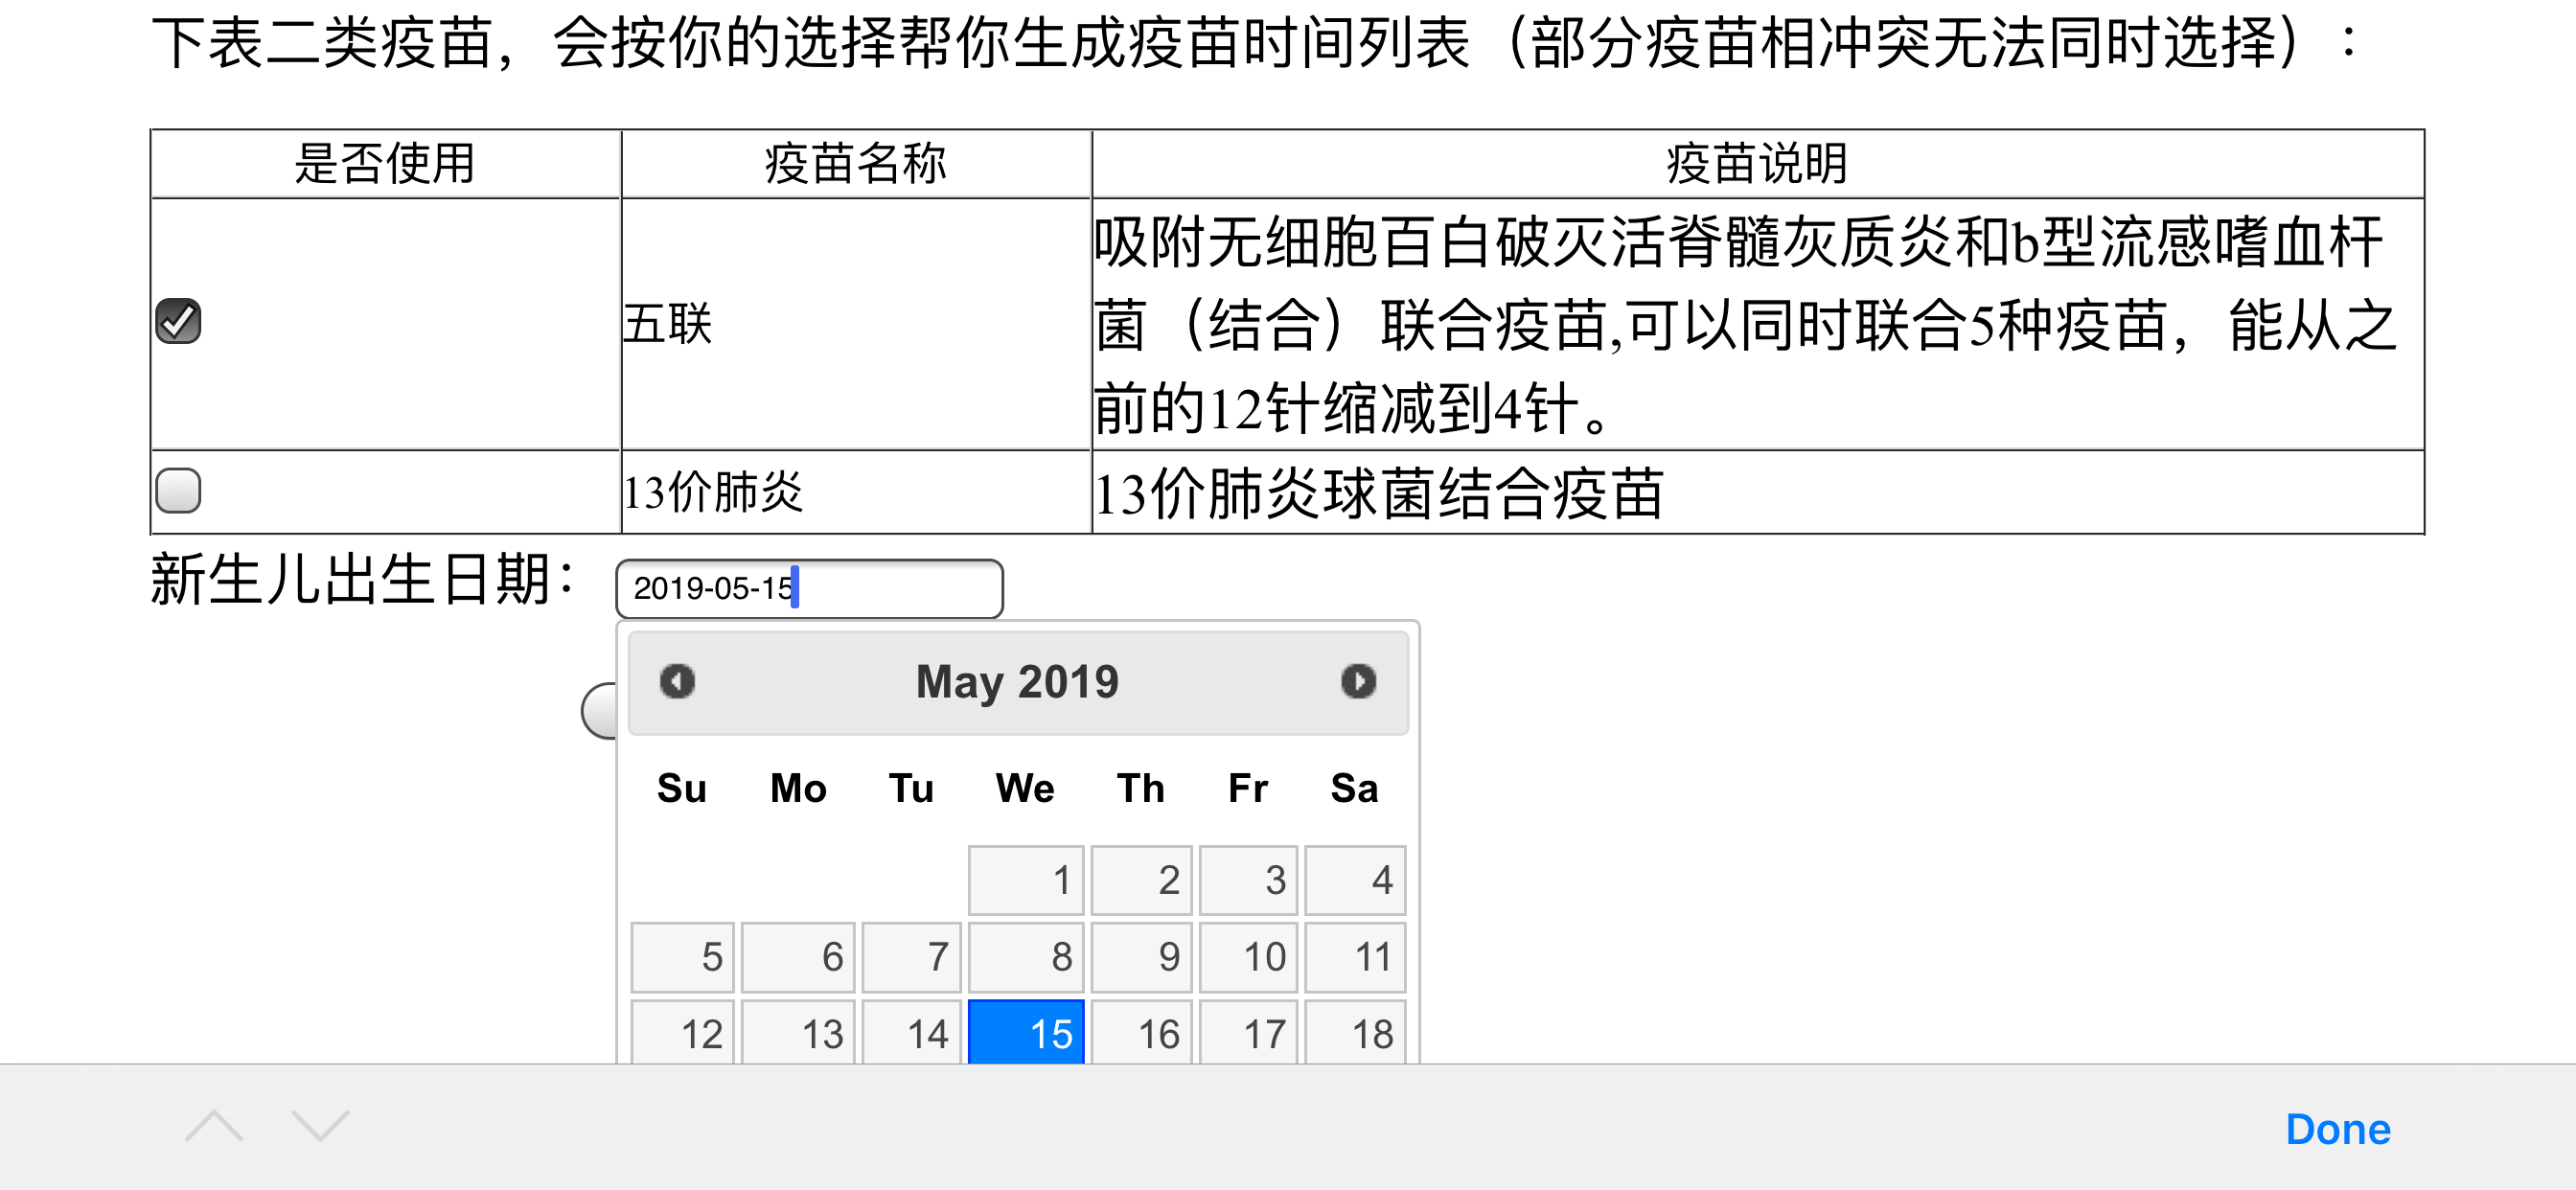 下表二类疫苗，会按你的选择帮你生成疫苗时间列表（部分疫苗相冲突无法同时选择）：
是否使用 疫苗名称 疫苗说明
五联
吸附无细胞百白破灭活脊髓灰质炎和b型流感嗜血杆
菌（结合）联合疫苗,可以同时联合5种疫苗，能从之
前的12针缩减到4针。
13价肺炎 13价肺炎球菌结合疫苗
新生儿出生日期： 2019-05-15
May 2019
Su Mo Tu We Th Fr Sa
1 2 3 4
5 6 7 8 9 10 11
12 13 14 15 16 17 18
Done